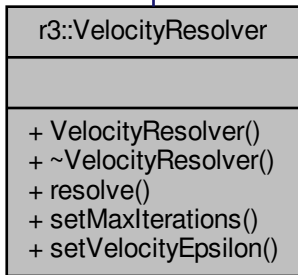 r3::VelocityResolver
+ VelocityResolver()
+ ~VelocityResolver()
+ resolve()
+ setMaxIterations()
+ setVelocityEpsilon()